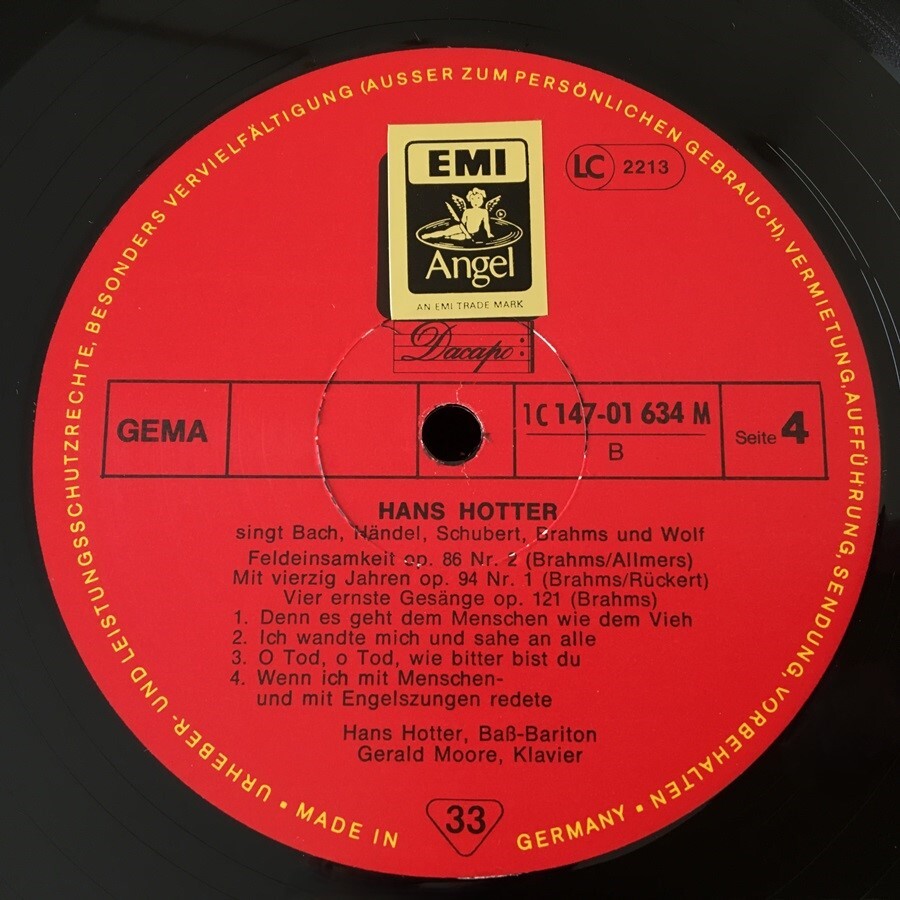 URHEBER- UND LEISTUNGSSCHUTZRECHTE, BESONDERS VERVIELFÄLTIGUNG (AUSSER ZUM PERSÖNLICHEN GEBRAUCH), VERMIETUNG, AUFFÜHRUNG, SENDUNG, VORBEHALTEN
EMI
Angel
AN EMI TRADE MARK
LC 2213
Dacapo
GEMA
1C 147-01 634 M
B
Seite 4
HANS HOTTER
singt Bach, Händel, Schubert, Brahms und Wolf
Feldeinsamkeit op. 86 Nr. 2 (Brahms/Allmers)
Mit vierzig Jahren op. 94 Nr. 1 (Brahms/Rückert)
Vier ernste Gesänge op. 121 (Brahms)
1. Denn es geht dem Menschen wie dem Vieh
2. Ich wandte mich und sahe an alle
3. O Tod, o Tod, wie bitter bist du
4. Wenn ich mit Menschen-
und mit Engelszungen redete
Hans Hotter, Baß-Bariton
Gerald Moore, Klavier
33
▪ MADE IN GERMANY ▪